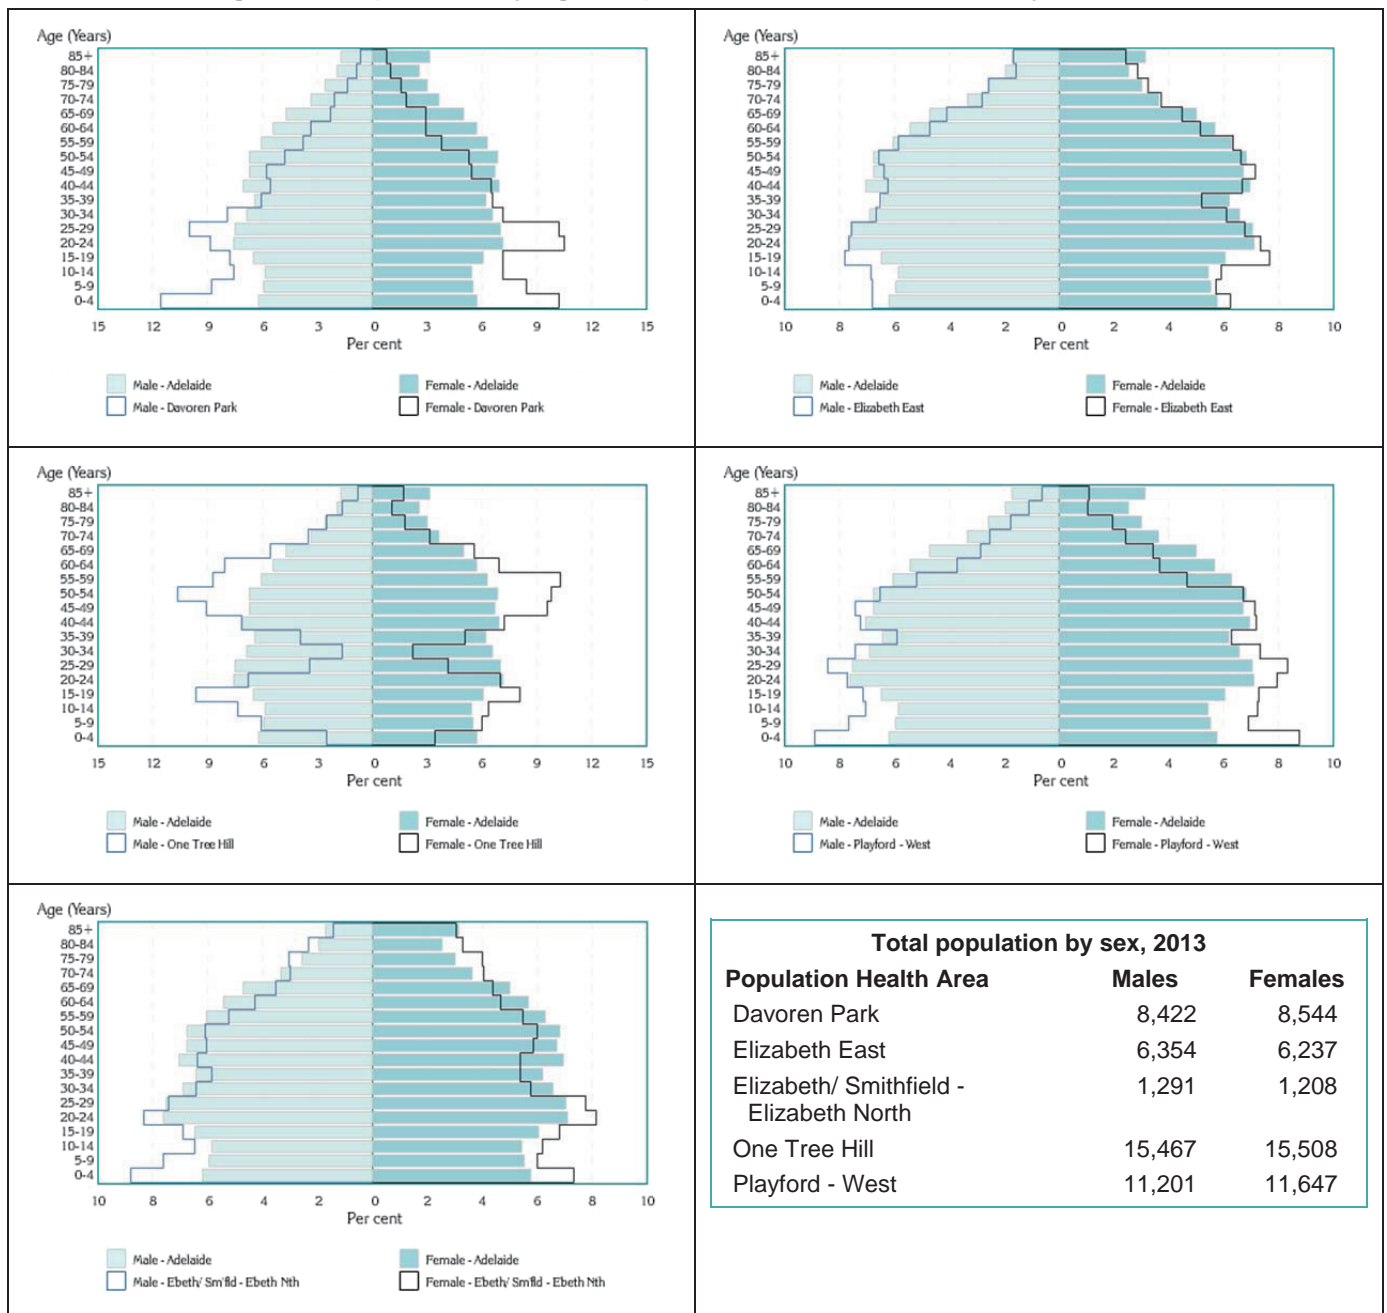 Age (Years)
85+
80-84
75-79
70-74
65-69
60-64
55-59
50-54
45-49
40-44
35-39
30-34
25-29
20-24
15-19
10-14
5-9
0-4
15 12 9 6 3 0 3 6 9 12 15
Per cent
Male - Adelaide Female - Adelaide
Male - Davoren Park Female - Davoren Park
Age (Years)
85+
80-84
75-79
70-74
65-69
60-64
55-59
50-54
45-49
40-44
35-39
30-34
25-29
20-24
15-19
10-14
5-9
0-4
10 8 6 4 2 0 2 4 6 8 10
Per cent
Male - Adelaide Female - Adelaide
Male - Elizabeth East Female - Elizabeth East
Age (Years)
85+
80-84
75-79
70-74
65-69
60-64
55-59
50-54
45-49
40-44
35-39
30-34
25-29
20-24
15-19
10-14
5-9
0-4
15 12 9 6 3 0 3 6 9 12 15
Per cent
Male - Adelaide Female - Adelaide
Male - One Tree Hill Female - One Tree Hill
Age (Years)
85+
80-84
75-79
70-74
65-69
60-64
55-59
50-54
45-49
40-44
35-39
30-34
25-29
20-24
15-19
10-14
5-9
0-4
10 8 6 4 2 0 2 4 6 8 10
Per cent
Male - Adelaide Female - Adelaide
Male - Playford - West Female - Playford - West
Age (Years)
85+
80-84
75-79
70-74
65-69
60-64
55-59
50-54
45-49
40-44
35-39
30-34
25-29
20-24
15-19
10-14
5-9
0-4
10 8 6 4 2 0 2 4 6 8 10
Per cent
Male - Adelaide Female - Adelaide
Male - Ebeth/ Sm'fld - Ebeth Nth Female - Ebeth/ Sm'fld - Ebeth Nth
Total population by sex, 2013
Population Health Area Males Females
Davoren Park 8,422 8,544
Elizabeth East 6,354 6,237
Elizabeth/ Smithfield - 1,291 1,208
Elizabeth North
One Tree Hill 15,467 15,508
Playford - West 11,201 11,647